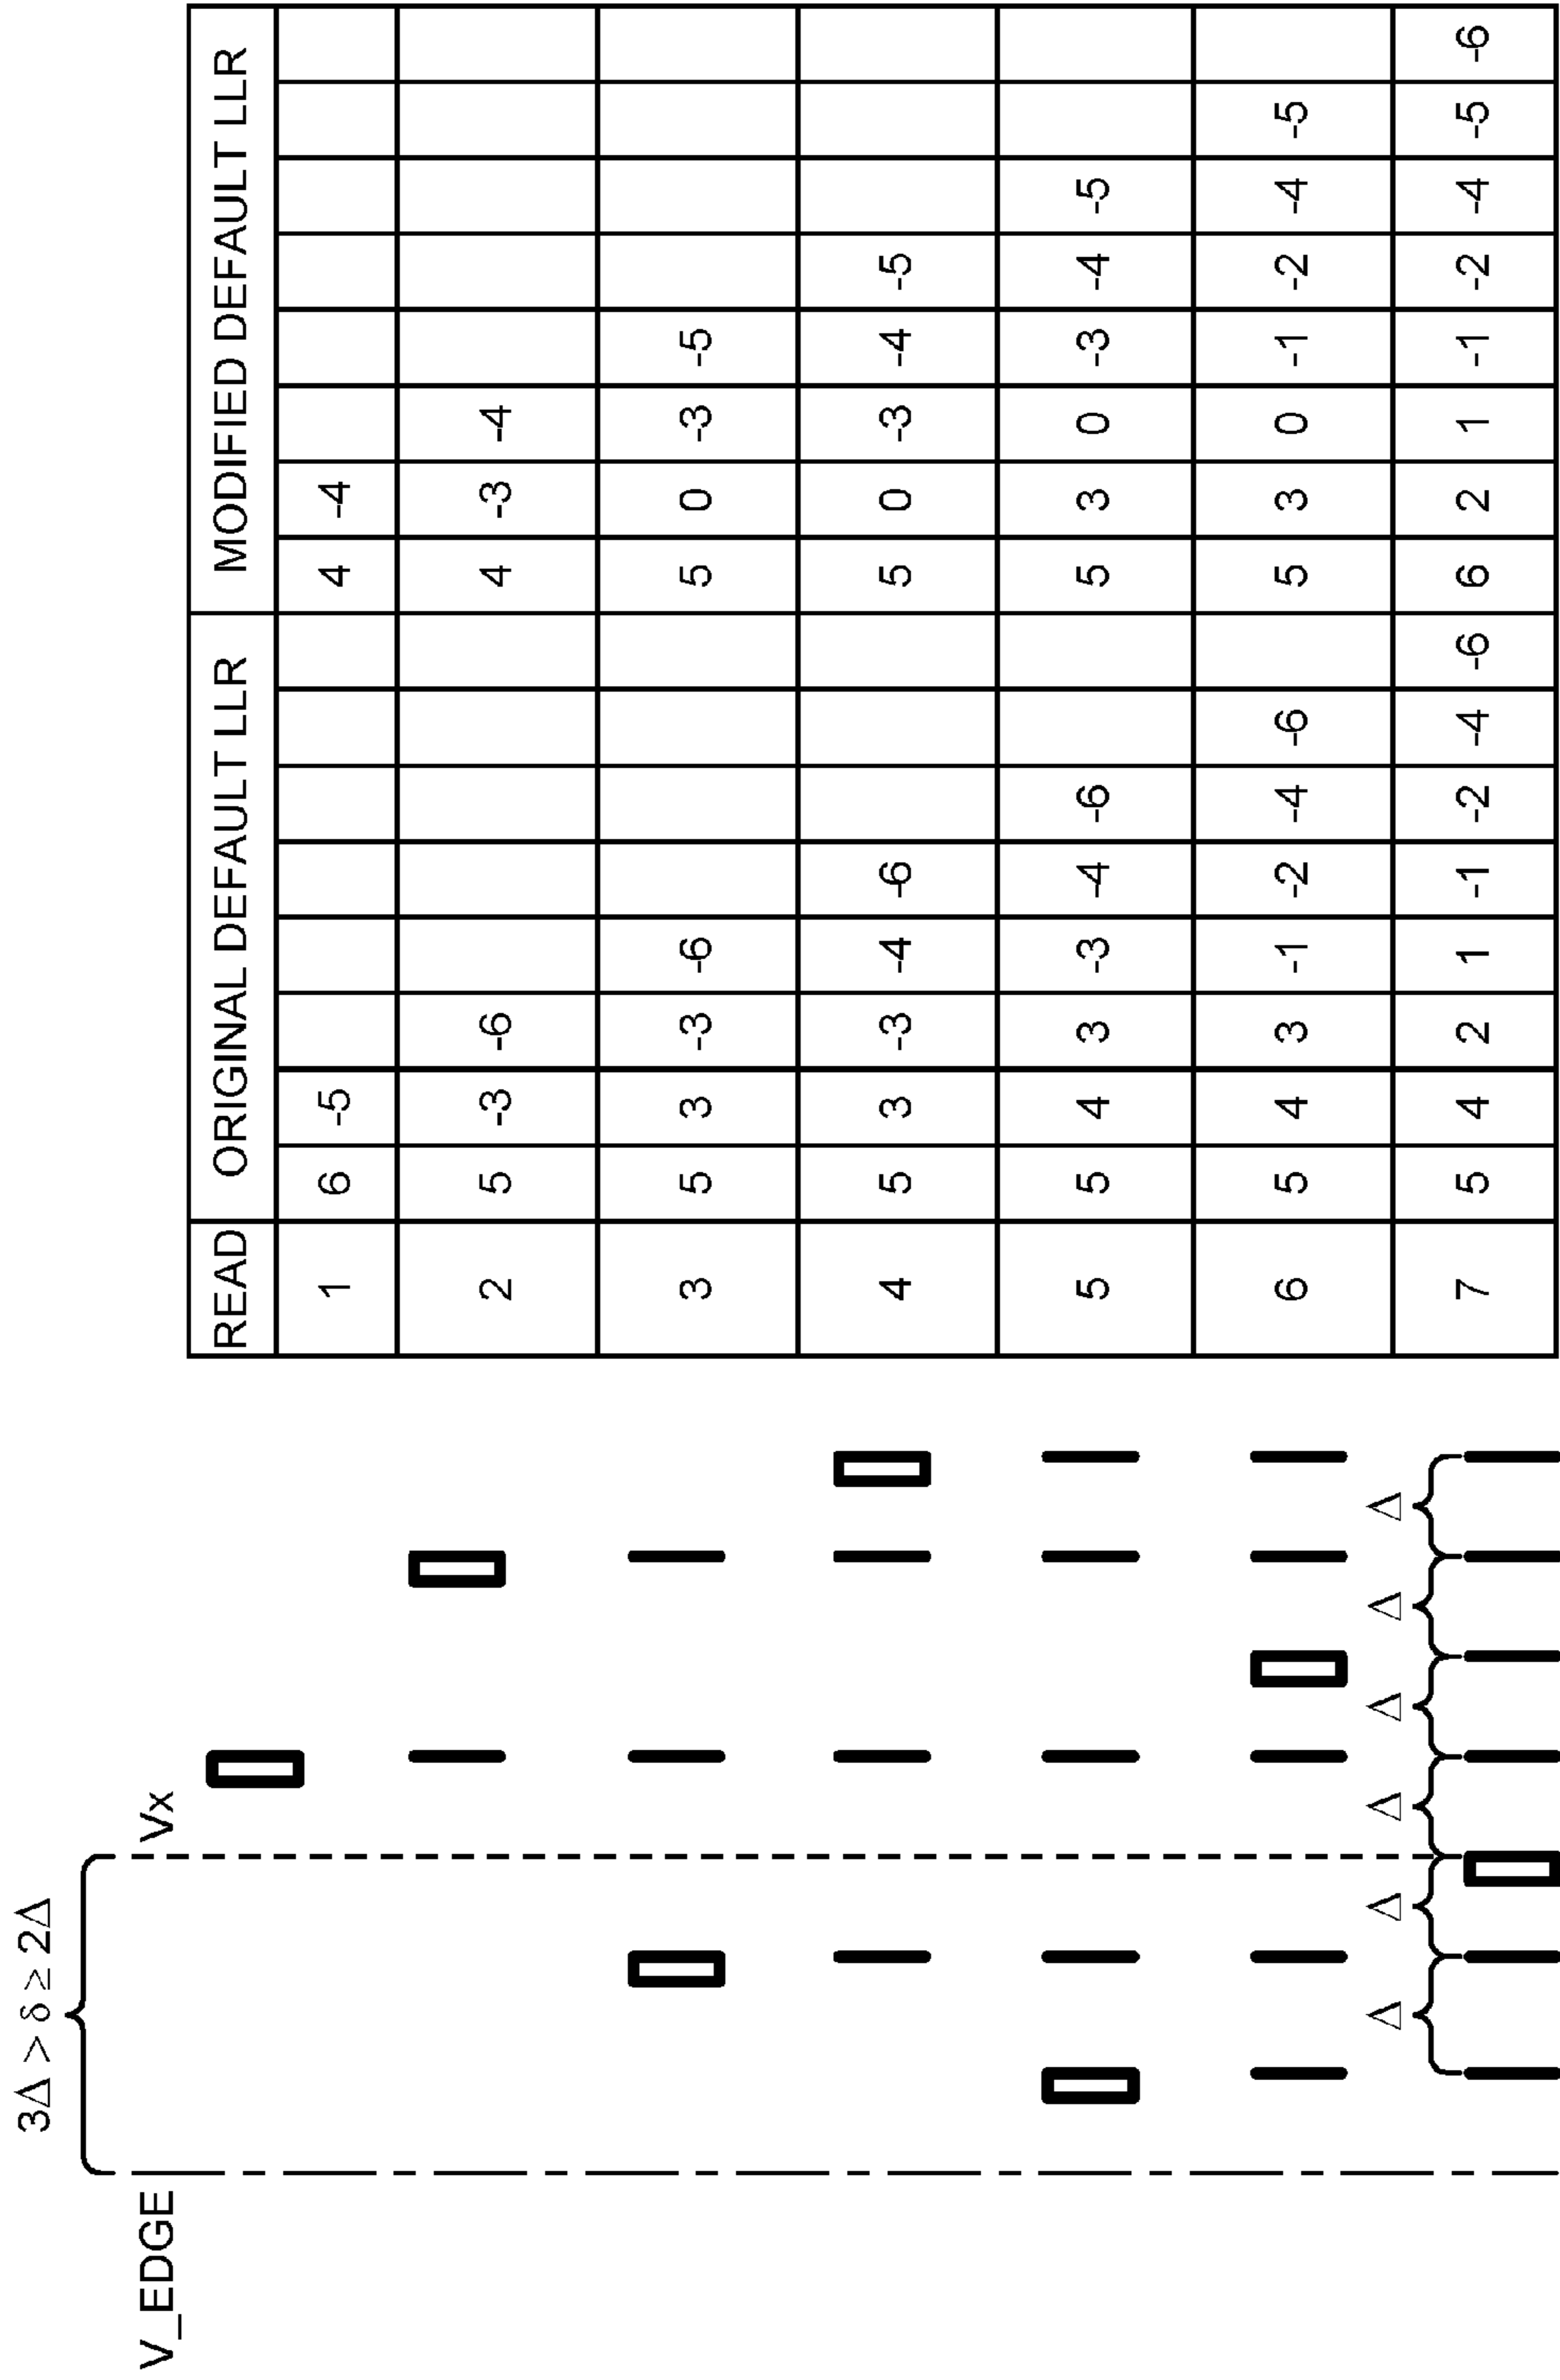 3Δ > δ ≥ 2Δ
V_EDGE Vx
READ ORIGINAL DEFAULT LLR MODIFIED DEFAULT LLR
1 6 -5 4 -4
2 5 -3 -6 4 -3 -4
3 5 3 -3 -6 5 0 -3 -5
4 5 3 -3 -4 -6 5 0 -3 -4 -5
5 5 4 3 -3 -4 -6 5 3 0 -3 -4 -5
6 5 4 3 -1 -2 -4 -6 5 3 0 -1 -2 -4 -5
Δ Δ Δ Δ Δ Δ
7 5 4 2 1 -1 -2 -4 -6 6 2 1 -1 -2 -4 -5 -6